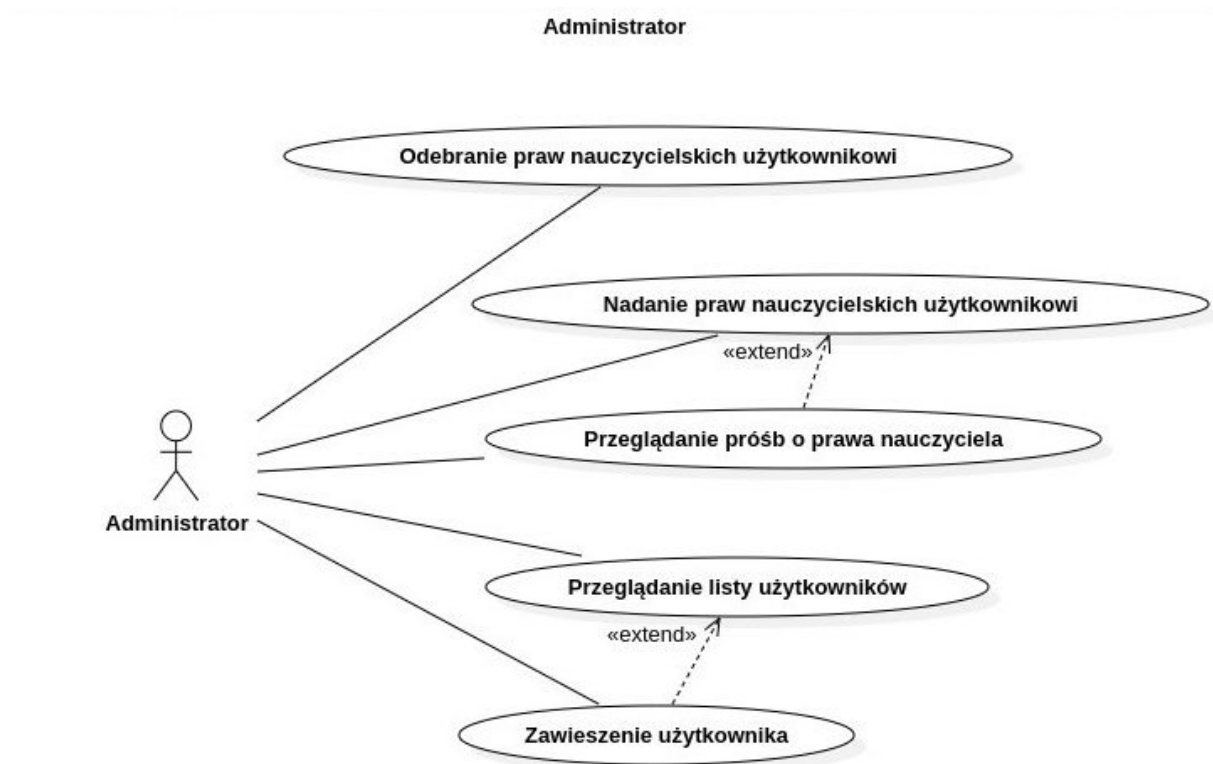 Administrator
Odebranie praw nauczycielskich użytkownikowi
Nadanie praw nauczycielskich użytkownikowi
«extend»
Przeglądanie próśb o prawa nauczyciela
Administrator
Przeglądanie listy użytkowników
«extend»
Zawieszenie użytkownika